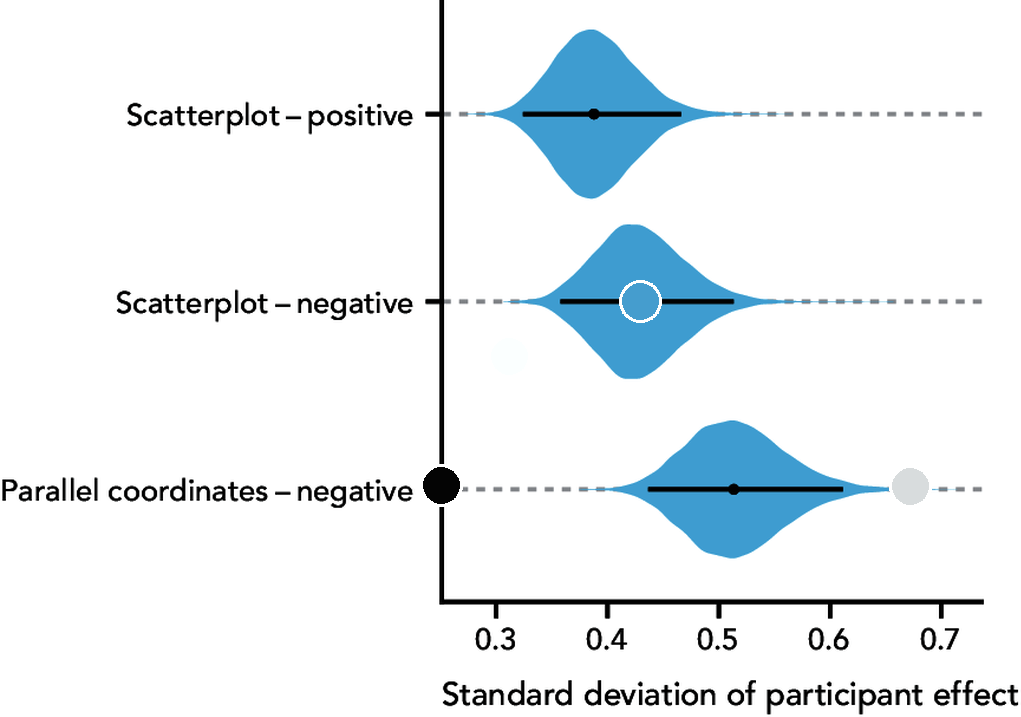 Scatterplot – positive
Scatterplot – negative
Parallel coordinates – negative
0.3 0.4 0.5 0.6 0.7
Standard deviation of participant effect